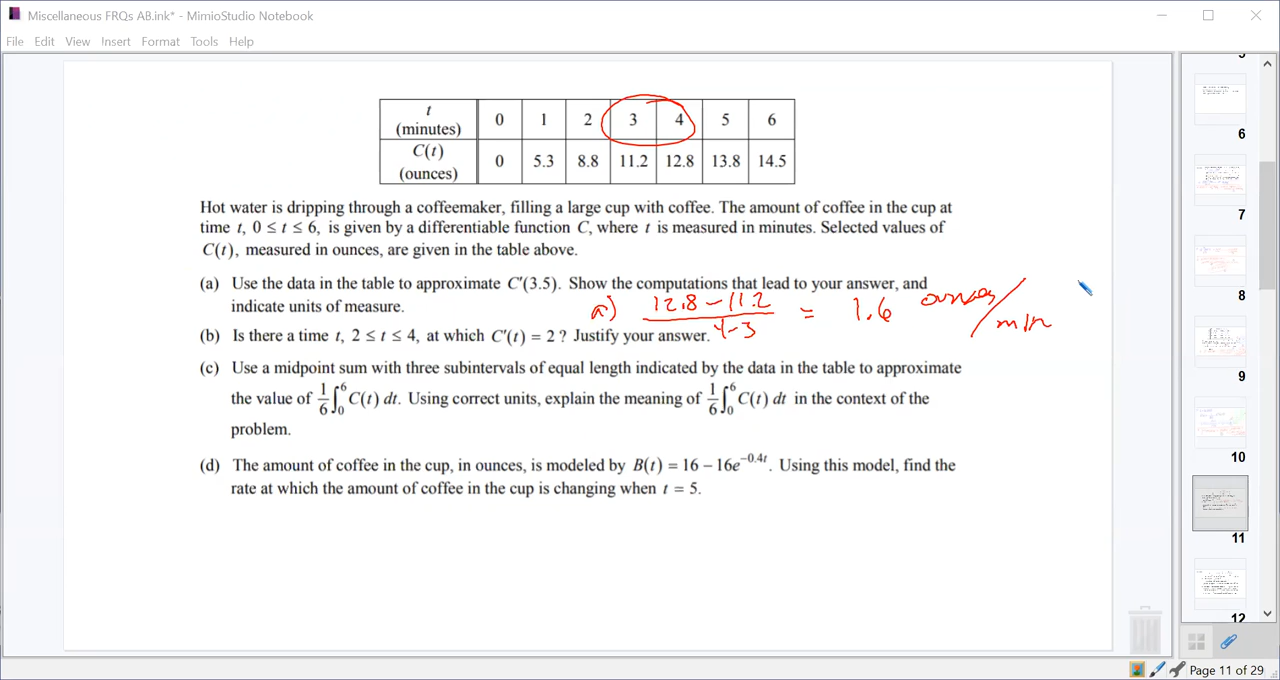 Miscellaneous FRQs AB.ink* - MimioStudio Notebook
File Edit View Insert Format Tools Help
t (minutes) 0 1 2 3 4 5 6
C(t) (ounces) 0 5.3 8.8 11.2 12.8 13.8 14.5
Hot water is dripping through a coffeemaker, filling a large cup with coffee. The amount of coffee in the cup at
time t, 0 ≤ t ≤ 6, is given by a differentiable function C, where t is measured in minutes. Selected values of
C(t), measured in ounces, are given in the table above.
(a) Use the data in the table to approximate C′(3.5). Show the computations that lead to your answer, and
indicate units of measure.
a) (12.8 – 11.2)/(4-3) = 1.6 ounces/min
(b) Is there a time t, 2 ≤ t ≤ 4, at which C′(t) = 2 ? Justify your answer.
(c) Use a midpoint sum with three subintervals of equal length indicated by the data in the table to approximate
the value of 1/6 ∫₀⁶ C(t) dt. Using correct units, explain the meaning of 1/6 ∫₀⁶ C(t) dt in the context of the
problem.
(d) The amount of coffee in the cup, in ounces, is modeled by B(t) = 16 – 16e^–0.4t. Using this model, find the
rate at which the amount of coffee in the cup is changing when t = 5.
6
7
8
9
10
11
12
Page 11 of 29